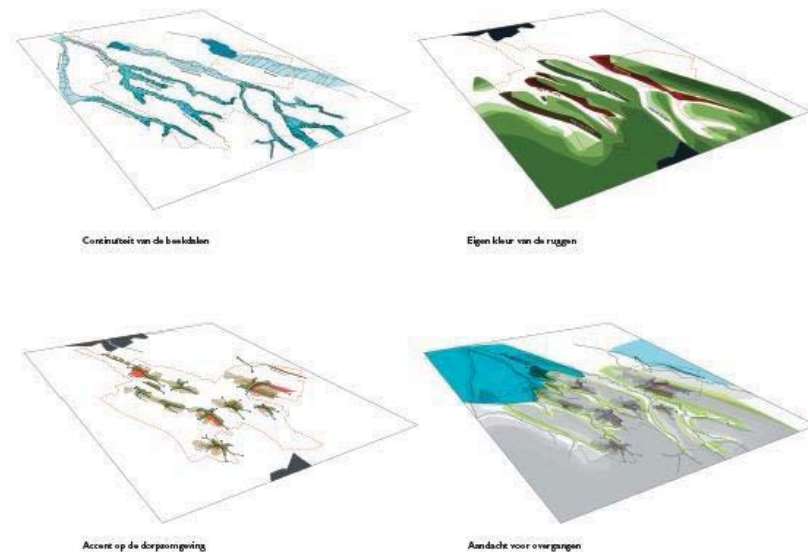 Continuïteit van de beekdalen
Eigen kleur van de ruggen
Accent op de dorpsomgeving
Aandacht voor overgangen